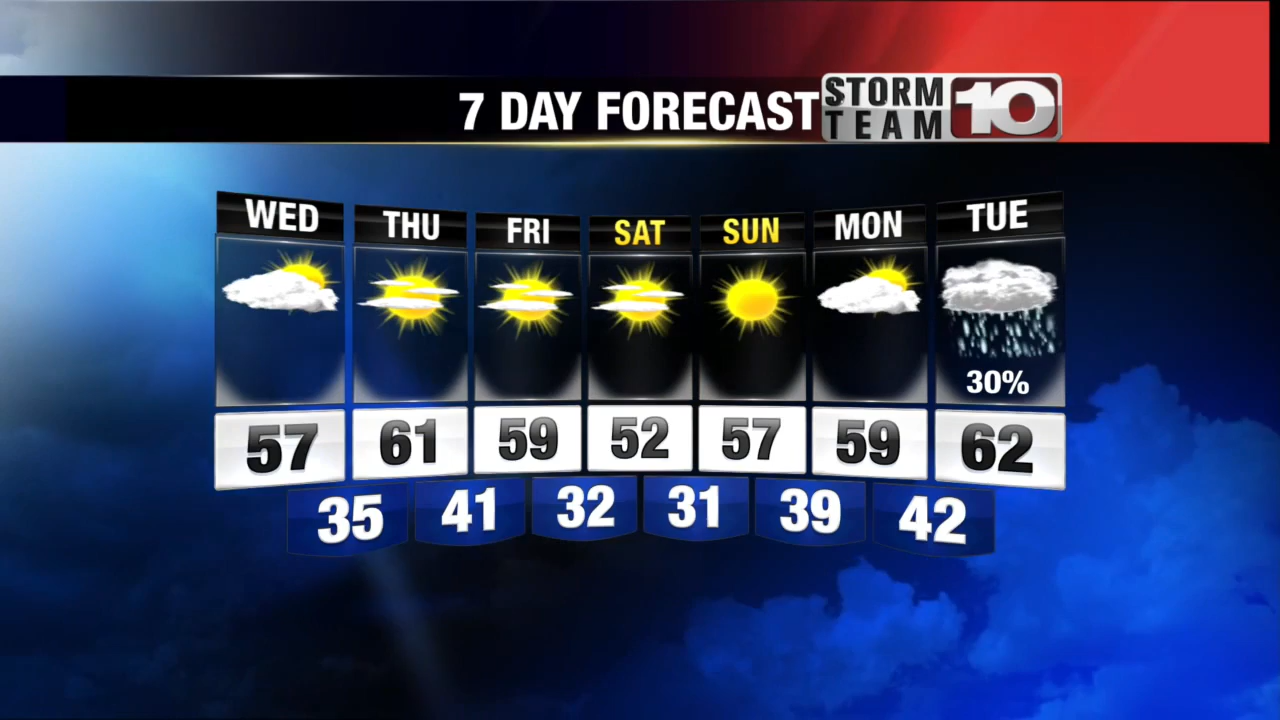 7 DAY FORECAST
STORM TEAM 10
WED THU FRI SAT SUN MON TUE
30%
57 61 59 52 57 59 62
35 41 32 31 39 42